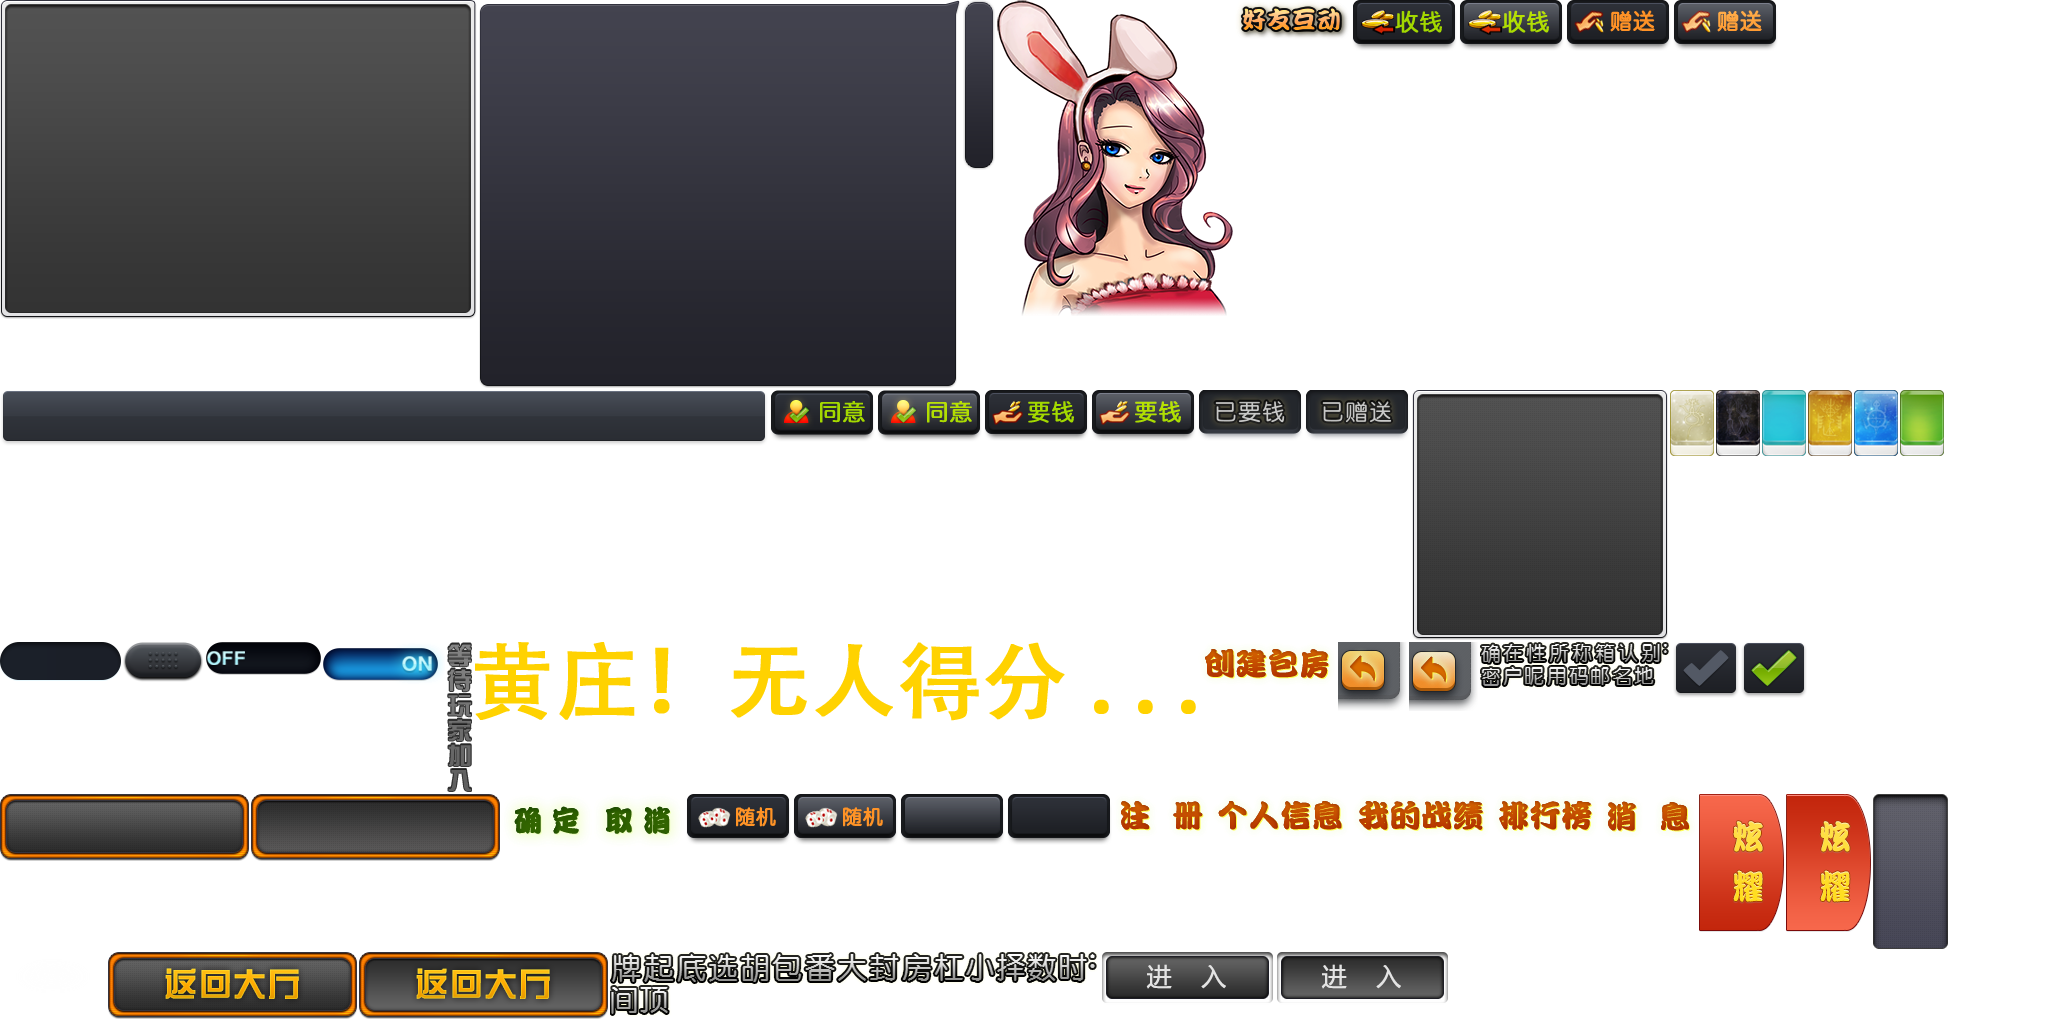 好友互动
收钱
收钱
赠送
赠送
同意
同意
要钱
要钱
已要钱
已赠送
OFF
ON
等待玩家加入
黄庄！无人得分...
创建包房
确在性所称箱认别:
密户昵用码邮名地
确定
取消
随机
随机
注 册
个人信息
我的战绩
排行榜
消 息
炫耀
炫耀
返回大厅
返回大厅
牌起底选胡包番大封房杠小择数时:
间顶
进 入
进 入